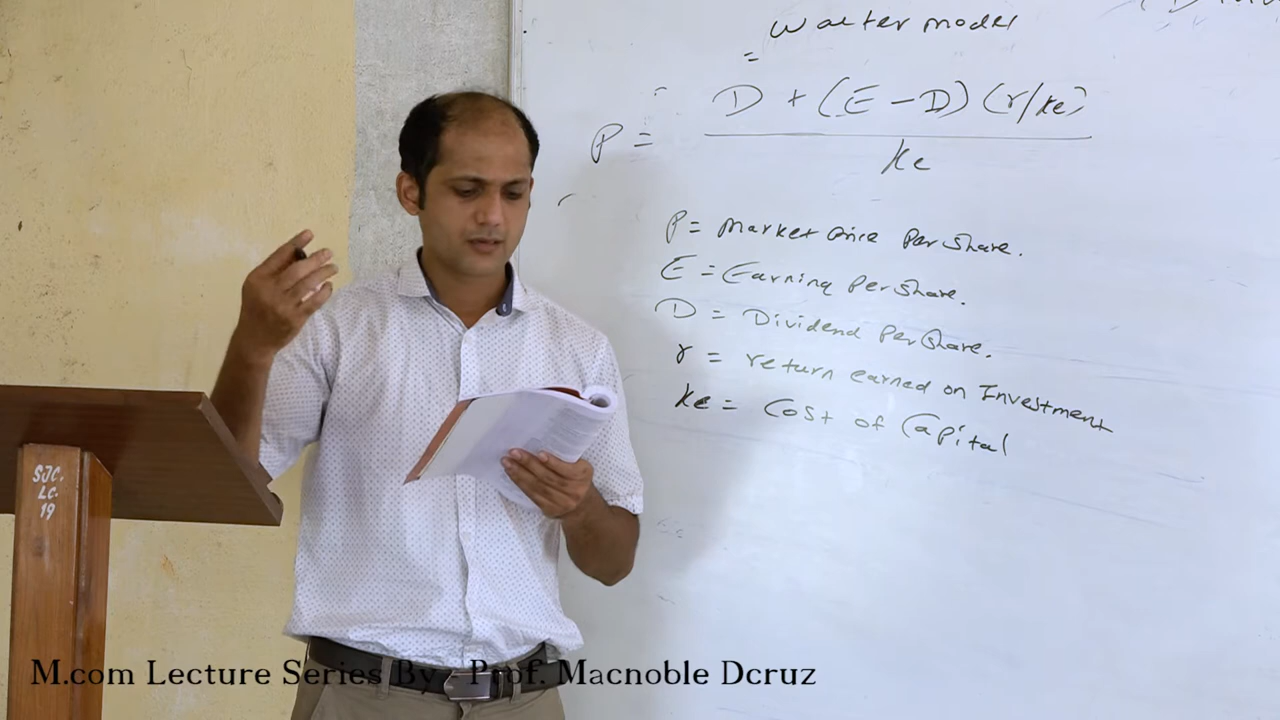 Walter model
=
P = D + (E - D) (r/ke)
ke
P = Market Price Per Share.
E = Earning Per Share.
D = Dividend Per Share.
r = return earned on Investment
ke = Cost of Capital
SJC.
LC.
19
M.com Lecture Series By - Prof. Macnoble Dcruz